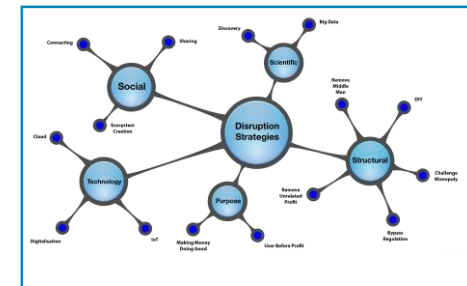 Big Data
Discovery
Sharing
Connecting
Scientific
Social
Remove
Middle
Man
DIY
Ecosystem
Creation
Disruption
Strategies
Cloud
Structural
Challenge
Monopoly
Technology
Remove
Unrelated
Profit
Purpose
Bypass
Regulation
Digitalisation
IoT
Making Money
Doing Good
User Before Profit